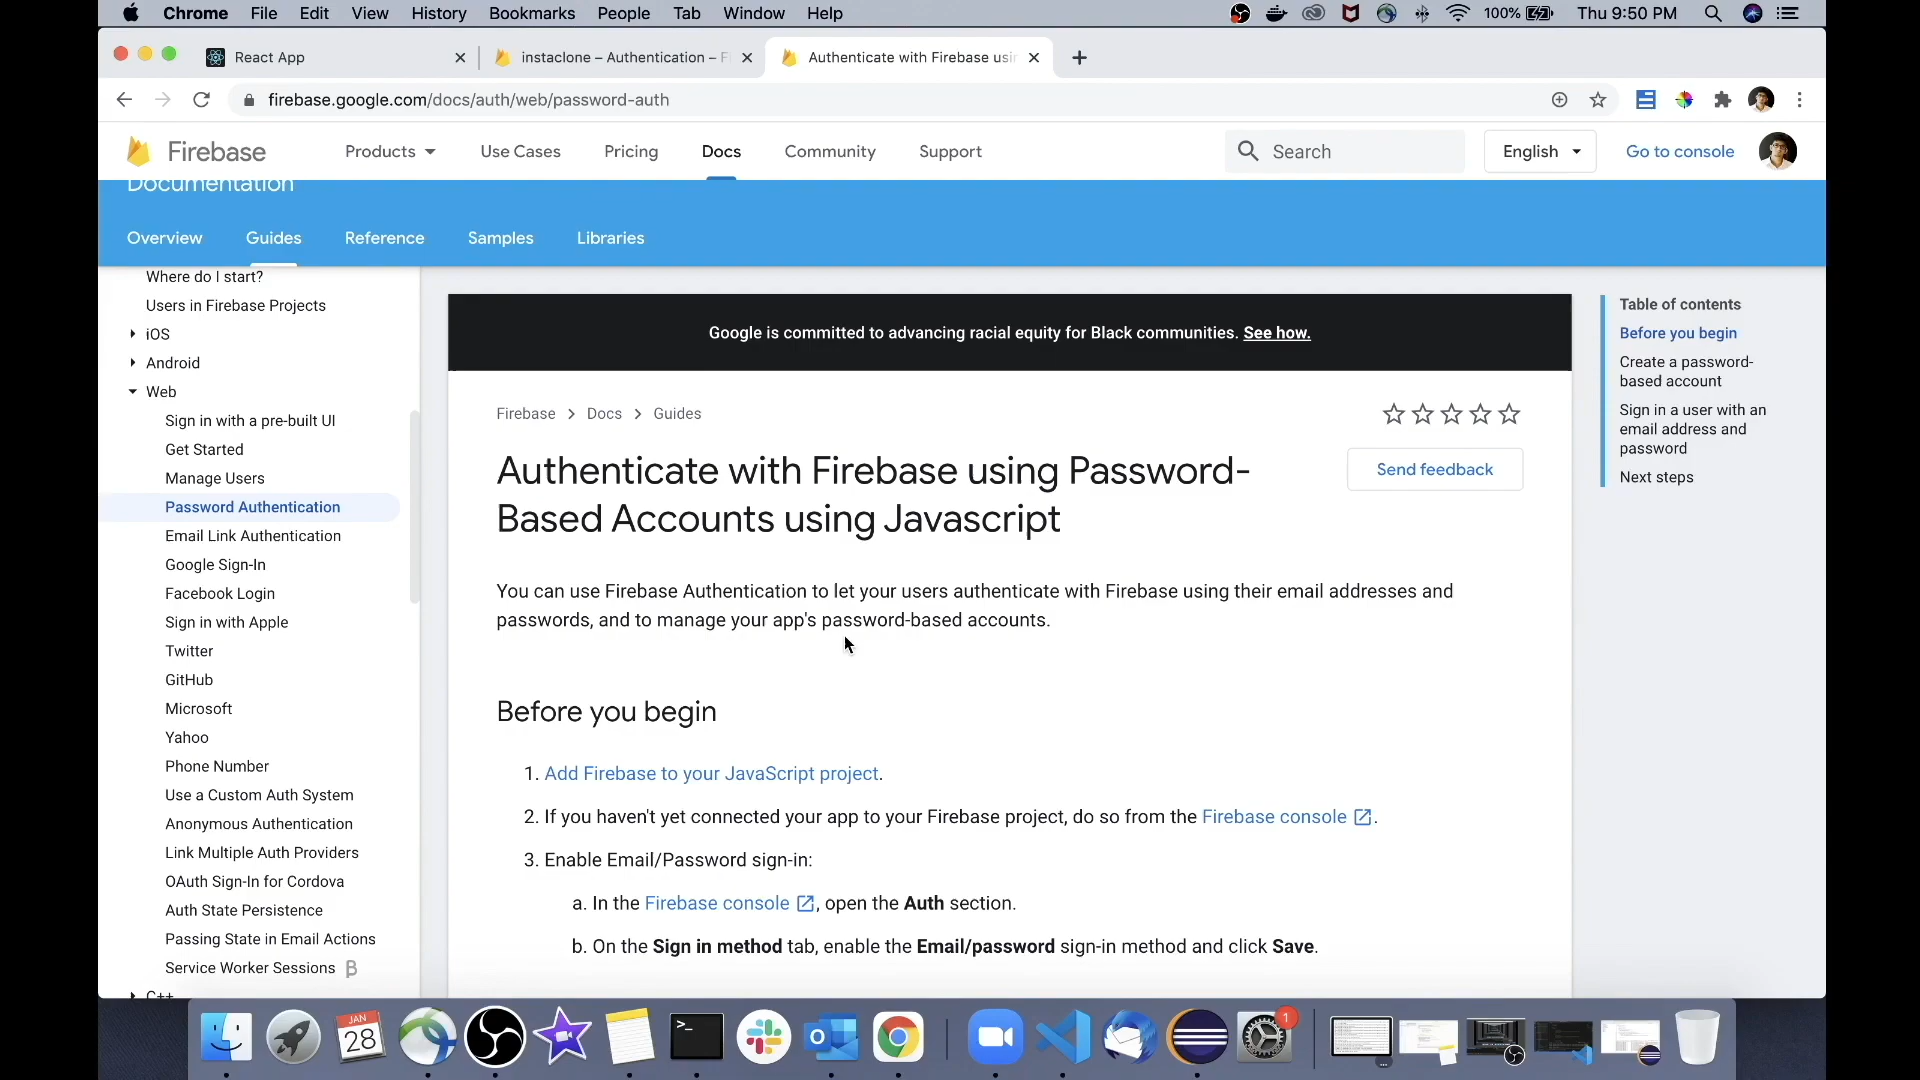 Chrome File Edit View History Bookmarks People Tab Window Help 100% Thu 9:50 PM
React App instaclone – Authentication – F Authenticate with Firebase usin
firebase.google.com/docs/auth/web/password-auth
Firebase Products Use Cases Pricing Docs Community Support Search English Go to console
Documentation
Overview Guides Reference Samples Libraries
Where do I start?
Users in Firebase Projects
iOS
Android
Web
Sign in with a pre-built UI
Get Started
Manage Users
Password Authentication
Email Link Authentication
Google Sign-In
Facebook Login
Sign in with Apple
Twitter
GitHub
Microsoft
Yahoo
Phone Number
Use a Custom Auth System
Anonymous Authentication
Link Multiple Auth Providers
OAuth Sign-In for Cordova
Auth State Persistence
Passing State in Email Actions
Service Worker Sessions β
C++
Google is committed to advancing racial equity for Black communities. See how.
Firebase > Docs > Guides
Authenticate with Firebase using Password-
Based Accounts using Javascript
Send feedback
You can use Firebase Authentication to let your users authenticate with Firebase using their email addresses and
passwords, and to manage your app's password-based accounts.
Before you begin
1. Add Firebase to your JavaScript project.
2. If you haven't yet connected your app to your Firebase project, do so from the Firebase console.
3. Enable Email/Password sign-in:
a. In the Firebase console, open the Auth section.
b. On the Sign in method tab, enable the Email/password sign-in method and click Save.
Table of contents
Before you begin
Create a password-
based account
Sign in a user with an
email address and
password
Next steps
JAN
28
>_
1